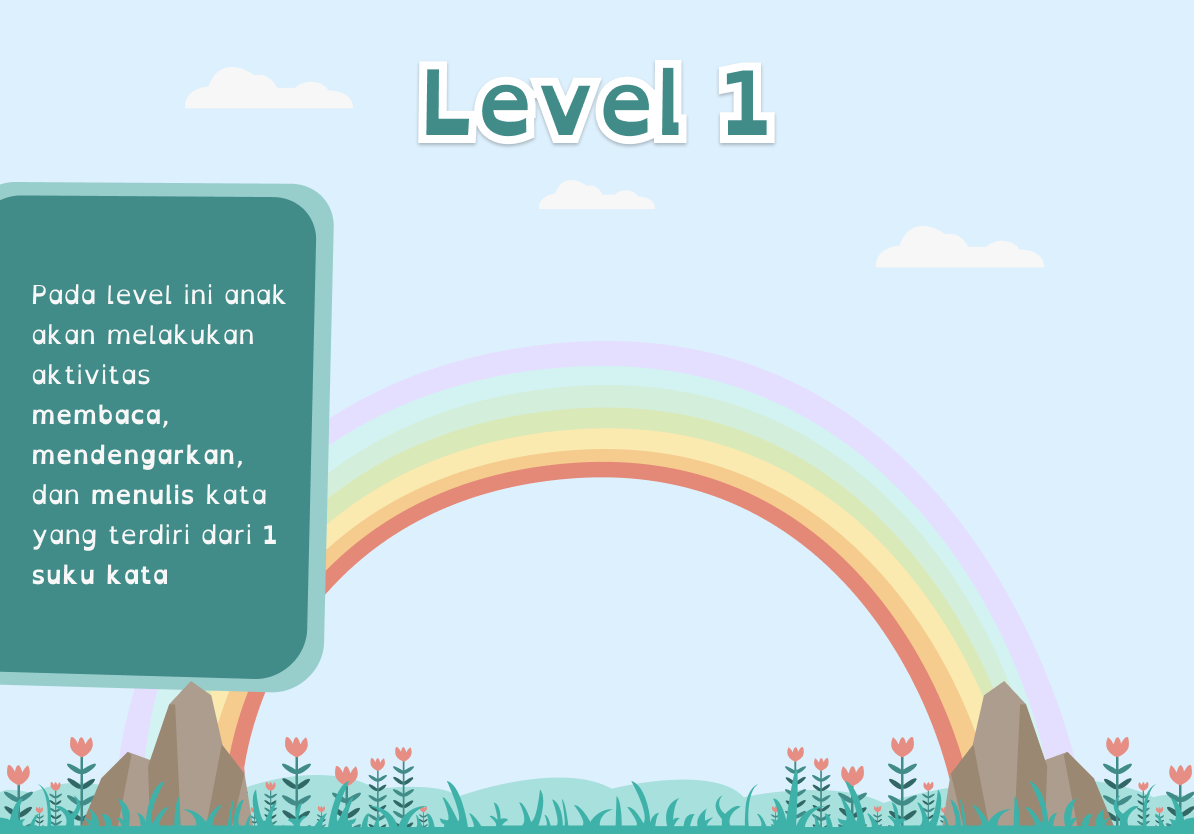 Level 1
Pada level ini anak
akan melakukan
aktivitas
membaca,
mendengarkan,
dan menulis kata
yang terdiri dari 1
suku kata